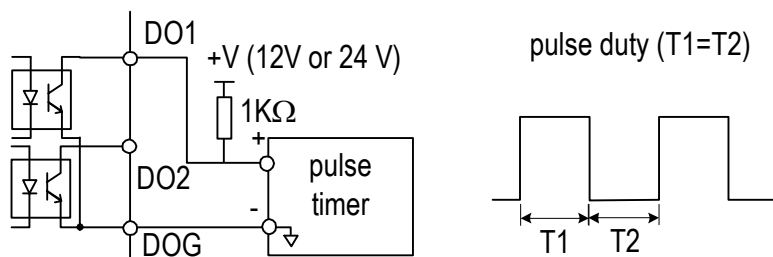 DO1
+V (12V or 24 V)
1KΩ
+
pulse
timer
-
DO2
DOG
pulse duty (T1=T2)
T1
T2